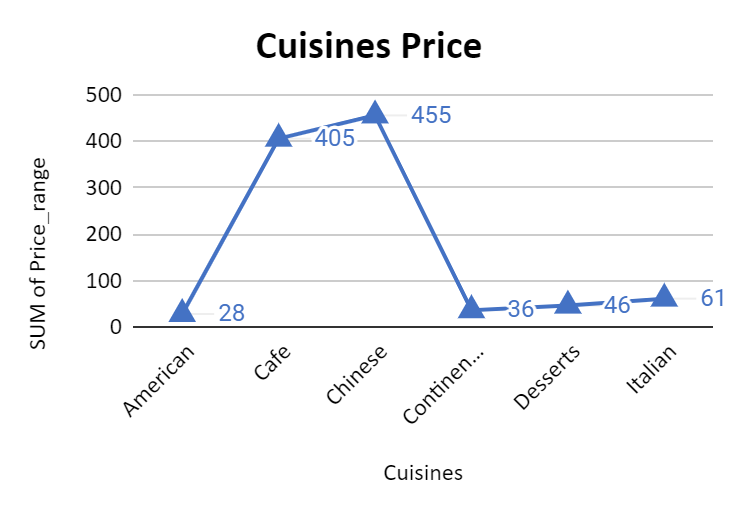 Cuisines Price
500
400
300
200
100
0
SUM of Price_range
28
405
455
36
46
61
American
Cafe
Chinese
Continen...
Desserts
Italian
Cuisines